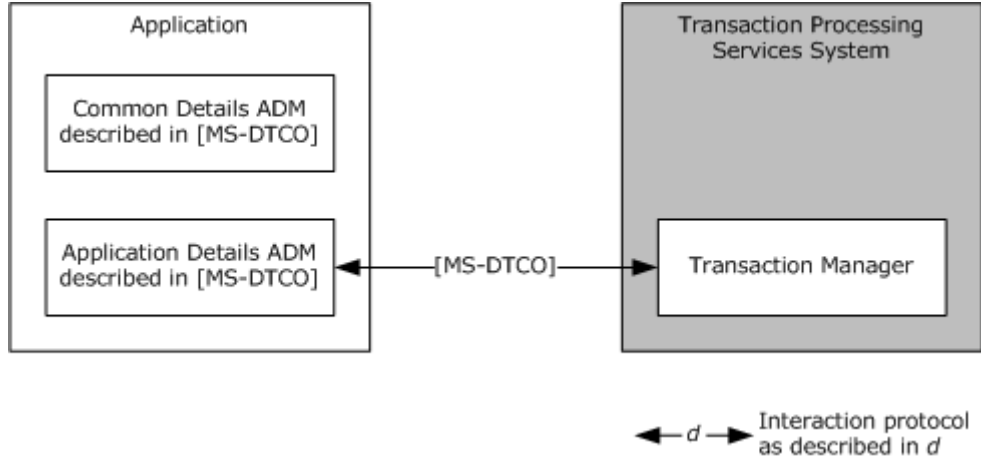 Application
Common Details ADM
described in [MS-DTCO]
Application Details ADM
described in [MS-DTCO]
[MS-DTCO]
Transaction Processing
Services System
Transaction Manager
d
Interaction protocol
as described in d